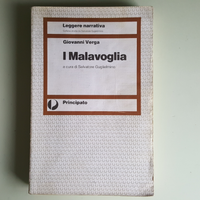 Leggere narrativa
Giovanni Verga
I Malavoglia
a cura di Salvatore Guglielmino
Principato